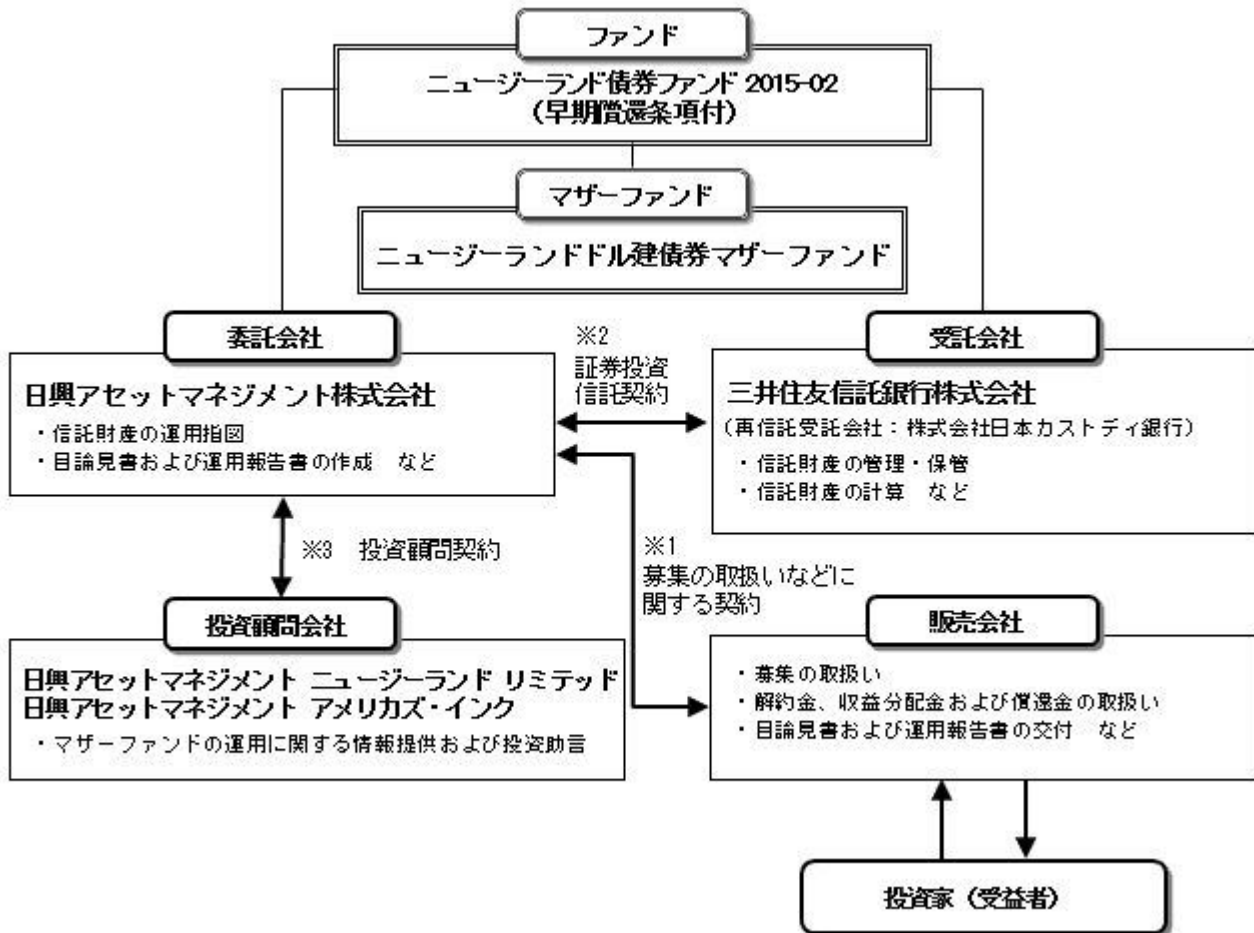 ファンド
ニュージーランド債券ファンド 2015-02
（早期償還条項付）
マザーファンド
ニュージーランドドル建債券マザーファンド
委託会社
日興アセットマネジメント株式会社
・信託財産の運用指図
・目論見書および運用報告書の作成　など
※2
証券投資
信託契約
受託会社
三井住友信託銀行株式会社
（再信託受託会社：株式会社日本カストディ銀行）
・信託財産の管理・保管
・信託財産の計算　など
※3　投資顧問契約
※1
募集の取扱いなどに
関する契約
投資顧問会社
日興アセットマネジメント ニュージーランド リミテッド
日興アセットマネジメント アメリカズ・インク
・マザーファンドの運用に関する情報提供および投資助言
販売会社
・募集の取扱い
・解約金、収益分配金および償還金の取扱い
・目論見書および運用報告書の交付　など
投資家（受益者）